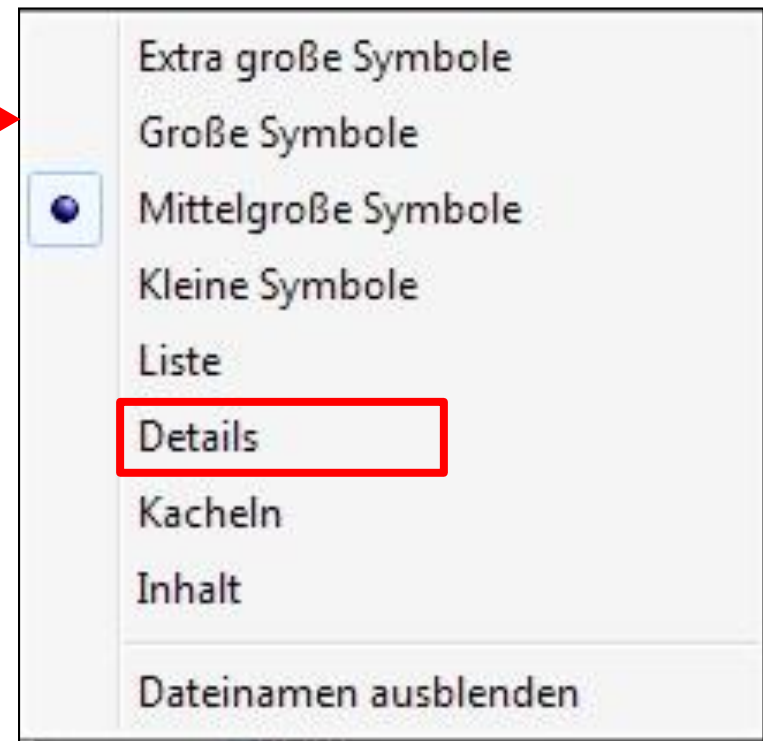 Extra große Symbole
Große Symbole
Mittelgroße Symbole
Kleine Symbole
Liste
Details
Kacheln
Inhalt
Dateinamen ausblenden